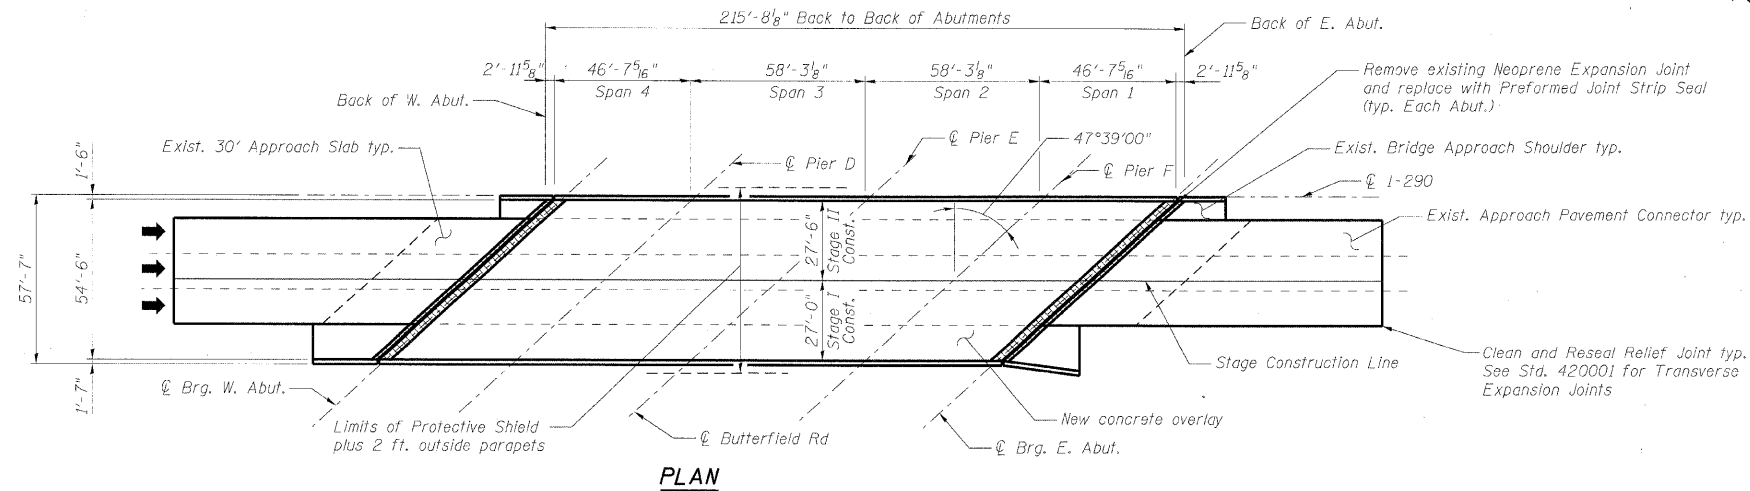 215'-8⅛" Back to Back of Abutments
Back of E. Abut.
2'-11⅝"
46'-7⁵⁄₁₆"
58'-3⅛"
58'-3⅛"
46'-7⁵⁄₁₆"
2'-11⅝"
Span 4
Span 3
Span 2
Span 1
Remove existing Neoprene Expansion Joint
and replace with Preformed Joint Strip Seal
(typ. Each Abut.)
Back of W. Abut.
Exist. 30' Approach Slab typ.
℄ Pier D
℄ Pier E
47°39'00"
℄ Pier F
Exist. Bridge Approach Shoulder typ.
℄ I-290
Exist. Approach Pavement Connector typ.
1'-6"
57'-7"
54'-6"
1'-7"
27'-6"
Stage II
Const.
27'-0"
Stage I
Const.
Stage Construction Line
Clean and Reseal Relief Joint typ.
See Std. 420001 for Transverse
Expansion Joints
℄ Brg. W. Abut.
Limits of Protective Shield
plus 2 ft. outside parapets
℄ Butterfield Rd
New concrete overlay
℄ Brg. E. Abut.
PLAN